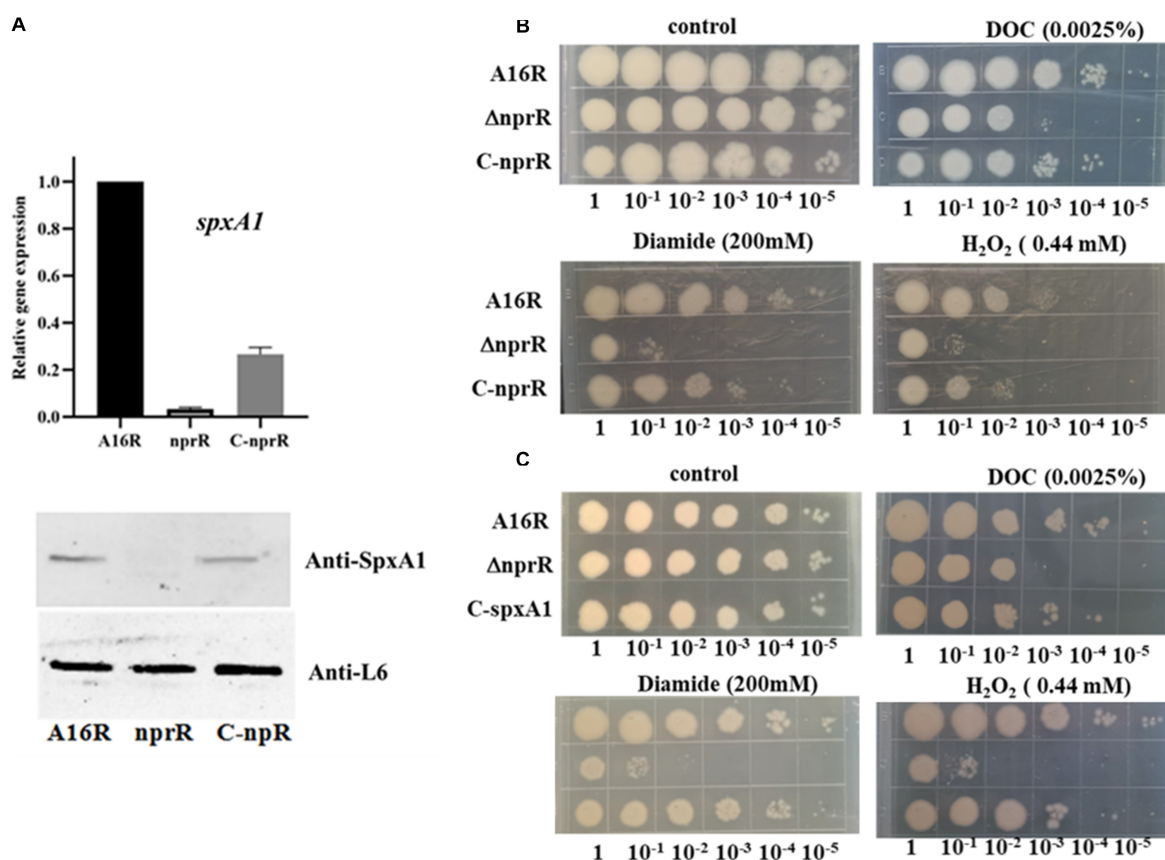 A
Relative gene expression
1.0
0.8
0.6
0.4
0.2
0.0
spxA1
A16R nprR C-nprR
Anti-SpxA1
Anti-L6
A16R nprR C-npR
B
control
DOC (0.0025%)
A16R
ΔnprR
C-nprR
1 10-1 10-2 10-3 10-4 10-5
1 10-1 10-2 10-3 10-4 10-5
Diamide (200mM)
H2O2 ( 0.44 mM)
A16R
ΔnprR
C-nprR
1 10-1 10-2 10-3 10-4 10-5
1 10-1 10-2 10-3 10-4 10-5
C
control
DOC (0.0025%)
A16R
ΔnprR
C-spxA1
1 10-1 10-2 10-3 10-4 10-5
1 10-1 10-2 10-3 10-4 10-5
Diamide (200mM)
H2O2 ( 0.44 mM)
1 10-1 10-2 10-3 10-4 10-5
1 10-1 10-2 10-3 10-4 10-5